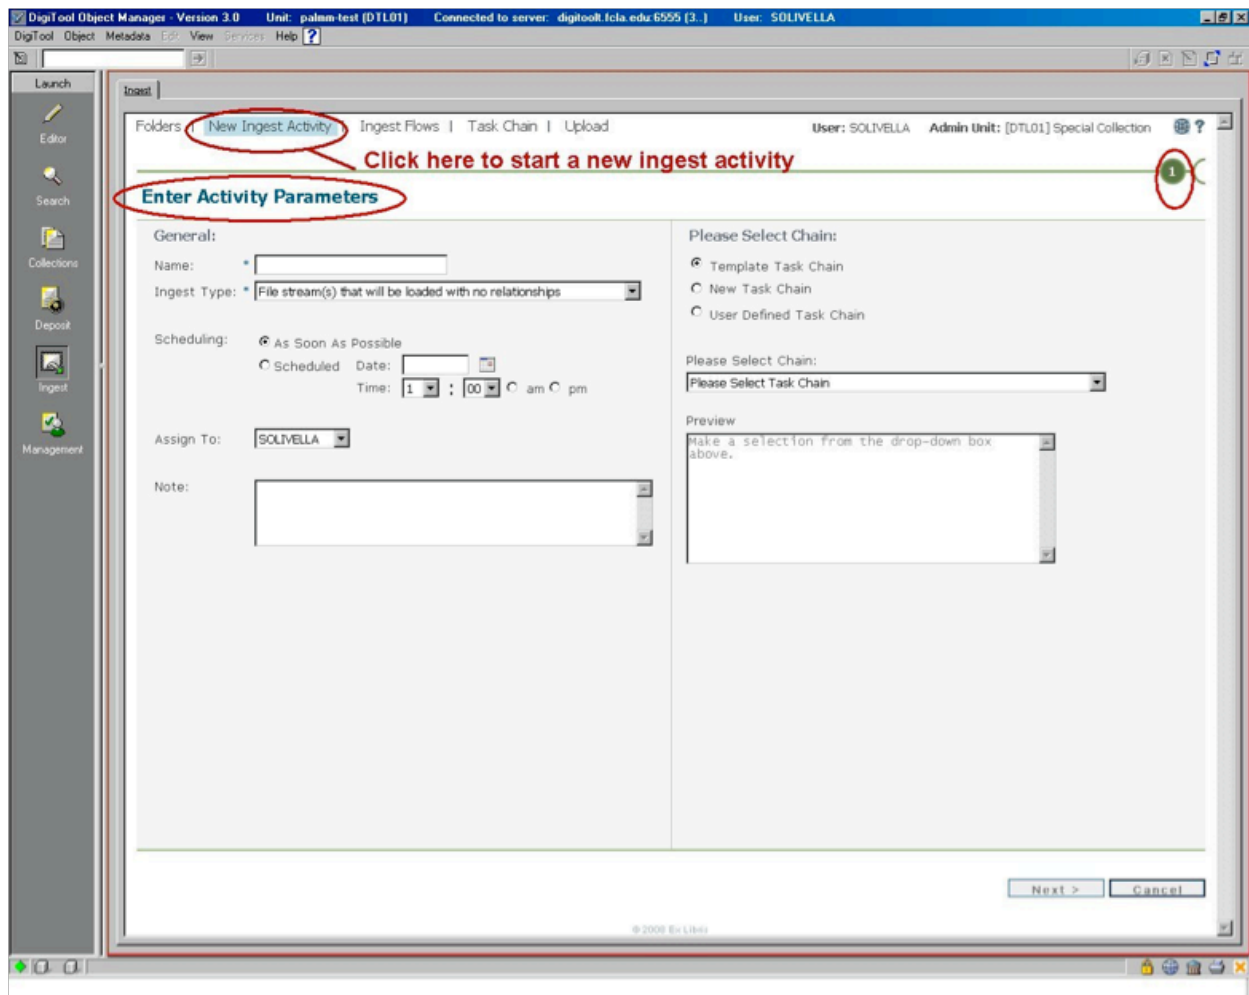 DigiTool Object Manager - Version 3.0 Unit: palmm-test (DTL01) Connected to server: digitoolt.fcla.edu:6555 (3..) User: SOLIVELLA
DigiTool Object Metadata Edit View Services Help ?
Launch
Editor
Search
Collections
Deposit
Ingest
Management
Ingest
Folders | New Ingest Activity | Ingest Flows | Task Chain | Upload
User: SOLIVELLA Admin Unit: [DTL01] Special Collection ?
Click here to start a new ingest activity
1
Enter Activity Parameters
General:
Name: *
Ingest Type: * File stream(s) that will be loaded with no relationships
Scheduling: As Soon As Possible
Scheduled Date:
Time: 1 : 00 am pm
Assign To: SOLIVELLA
Note:
Please Select Chain:
Template Task Chain
New Task Chain
User Defined Task Chain
Please Select Chain:
Please Select Task Chain
Preview
Make a selection from the drop-down box
above.
Next > Cancel
© 2008 Ex Libris